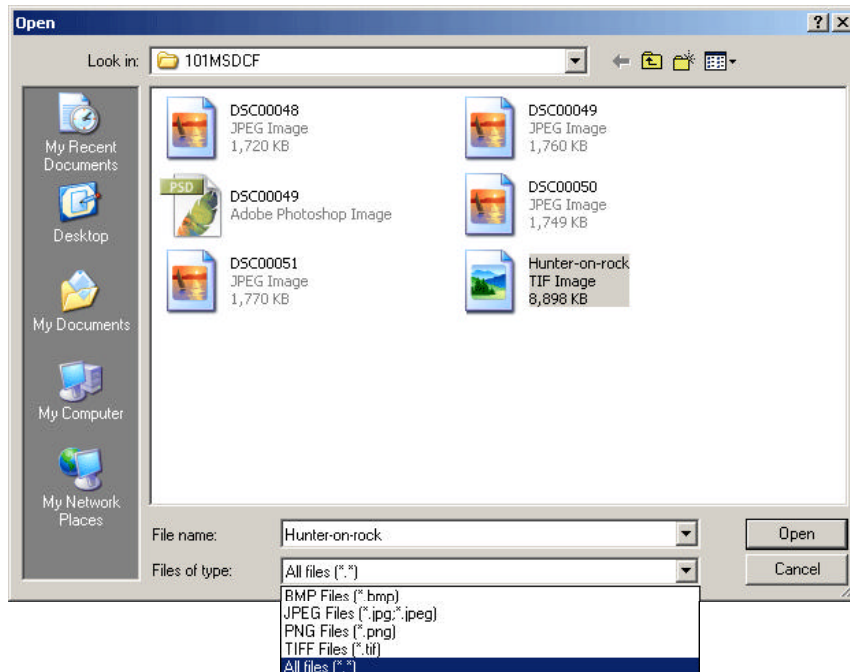 Open
Look in:
101MSDCF
My Recent
Documents
Desktop
My Documents
My Computer
My Network
Places
DSC00048
JPEG Image
1,720 KB
DSC00049
JPEG Image
1,760 KB
PSD
DSC00049
Adobe Photoshop Image
DSC00050
JPEG Image
1,749 KB
DSC00051
JPEG Image
1,770 KB
Hunter-on-rock
TIF Image
8,898 KB
File name:
Hunter-on-rock
Open
Files of type:
All files (*.*)
Cancel
BMP Files (*.bmp)
JPEG Files (*.jpg;*.jpeg)
PNG Files (*.png)
TIFF Files (*.tif)
All files (*.*)